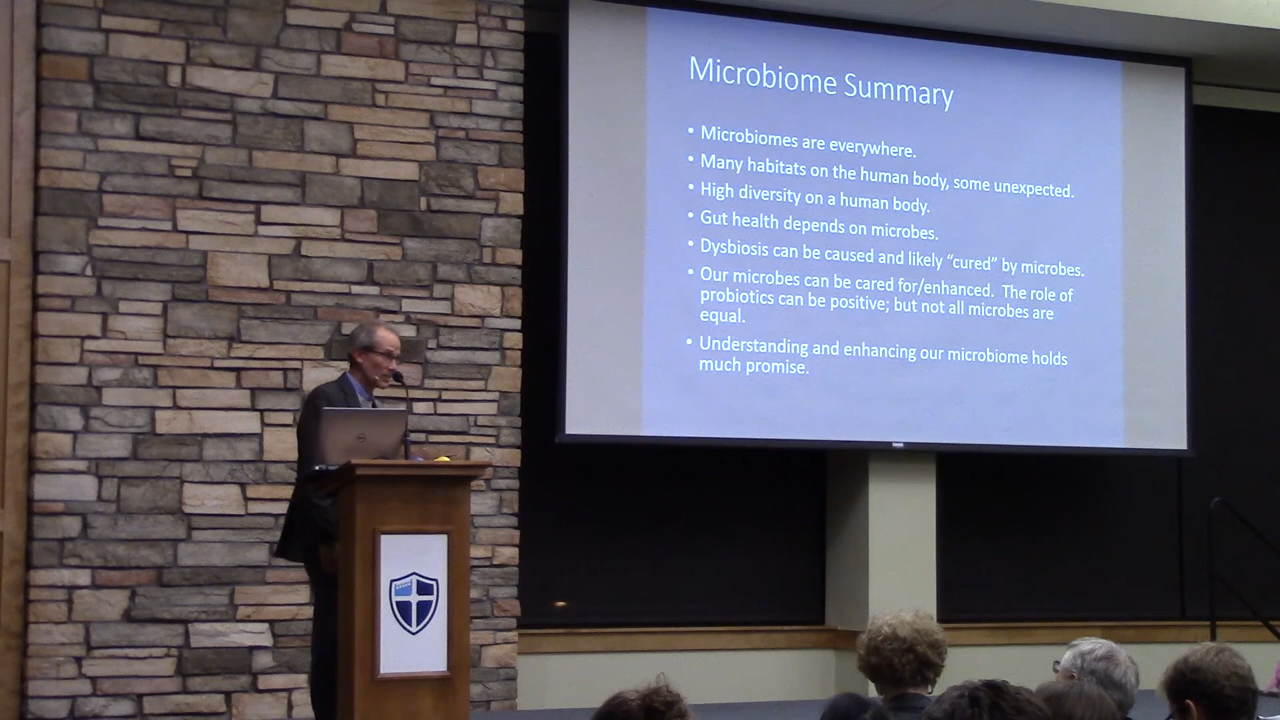 Microbiome Summary
• Microbiomes are everywhere.
• Many habitats on the human body, some unexpected.
• High diversity on a human body.
• Gut health depends on microbes.
• Dysbiosis can be caused and likely “cured” by microbes.
• Our microbes can be cared for/enhanced.  The role of
probiotics can be positive; but not all microbes are
equal.
• Understanding and enhancing our microbiome holds
much promise.